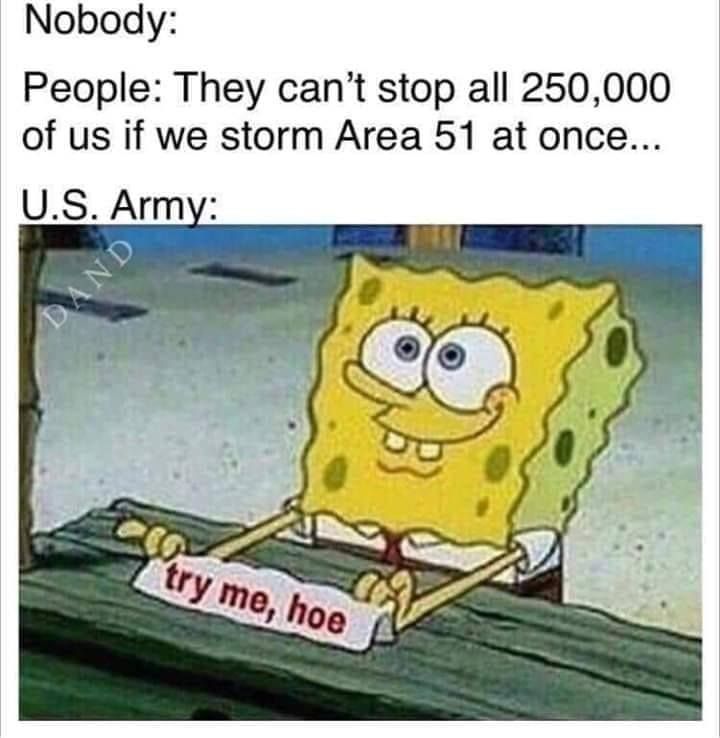 Nobody:
People: They can't stop all 250,000
of us if we storm Area 51 at once...
U.S. Army:
DAND
try me, hoe